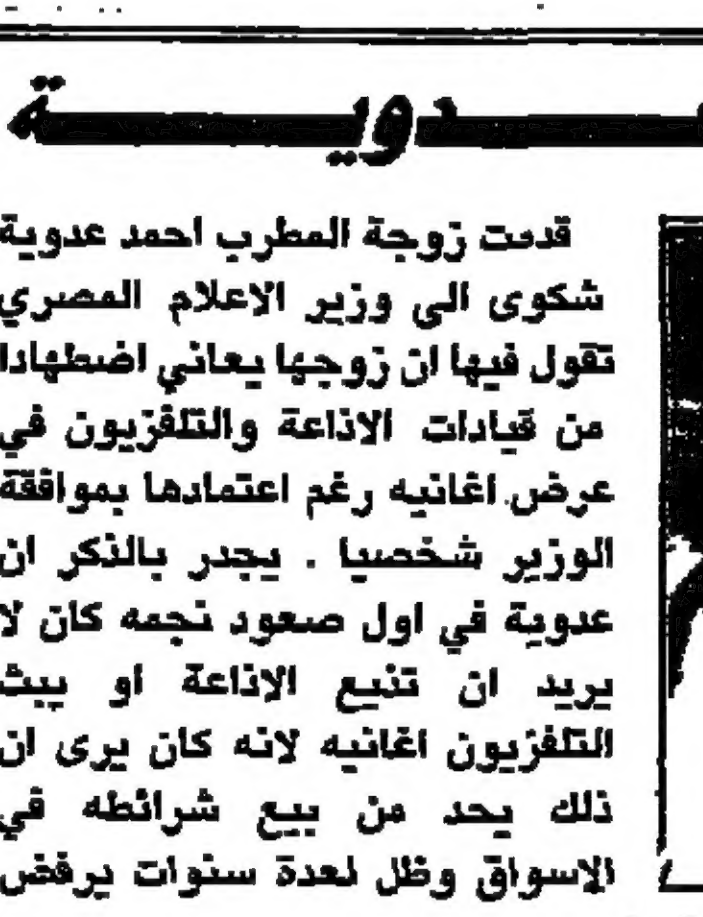 ـدويــــة
قدمت زوجة المطرب احمد عدوية
شكوى الى وزير الاعلام المصري
تقول فيها ان زوجها يعاني اضطهادا
من قيادات الاذاعة والتلفزيون في
عرض اغانيه رغم اعتمادها بموافقة
الوزير شخصيا . يجدر بالذكر ان
عدوية في اول صعود نجمه كان لا
يريد ان تذيع الإذاعة او يبث
التلفزيون اغانيه لانه كان يرى ان
ذلك يحد من بيع شرائطه في
الإسواق وظل لعدة سنوات يرفض